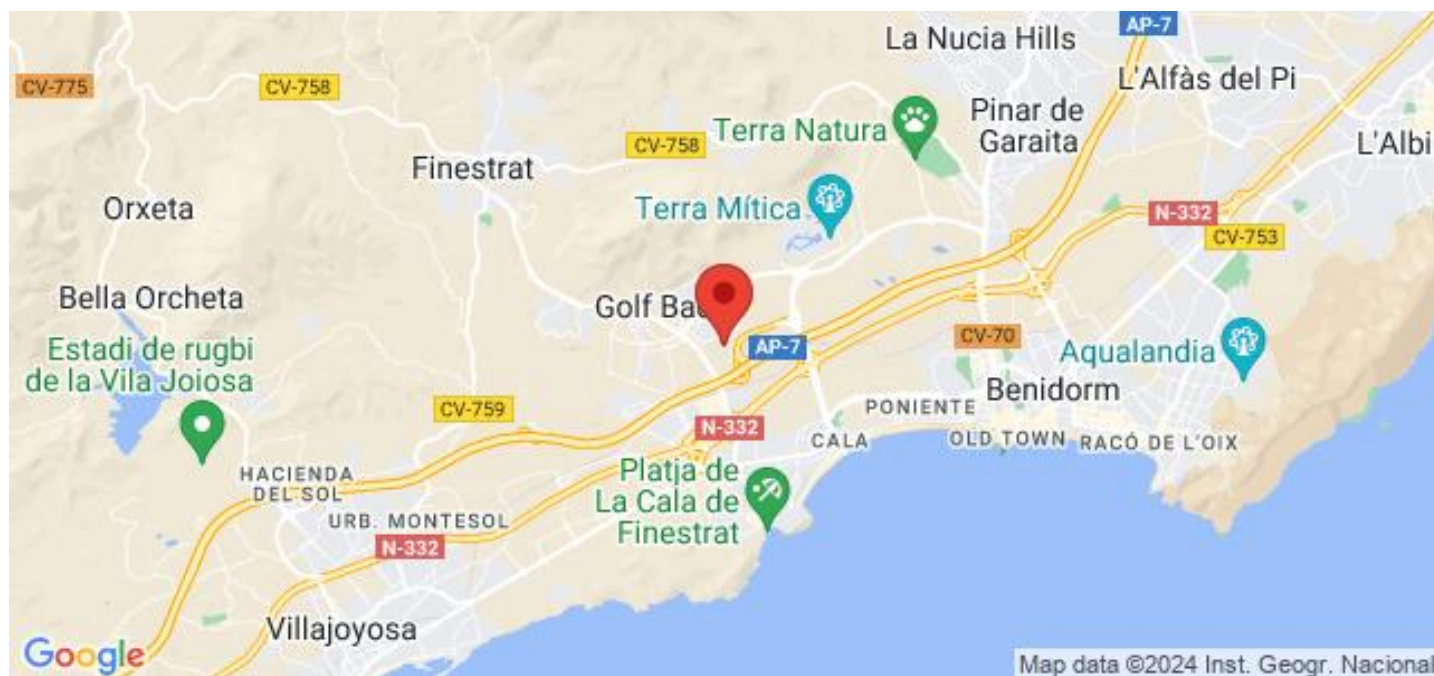 AP-7
La Nucia Hills
CV-775
CV-758
L'Alfàs del Pi
Terra Natura
Pinar de
Garaita
CV-758
L'Albi
Finestrat
Orxeta
Terra Mítica
N-332
CV-753
Bella Orcheta
Golf Ba
Estadi de rugbi
de la Vila Joiosa
AP-7
CV-70
Aqualandia
Benidorm
CV-759
PONIENTE
N-332
CALA
OLD TOWN
RACÓ DE L'OIX
HACIENDA
DEL SOL
Platja de
La Cala de
Finestrat
URB. MONTESOL
N-332
Villajoyosa
Google
Map data ©2024 Inst. Geogr. Nacional